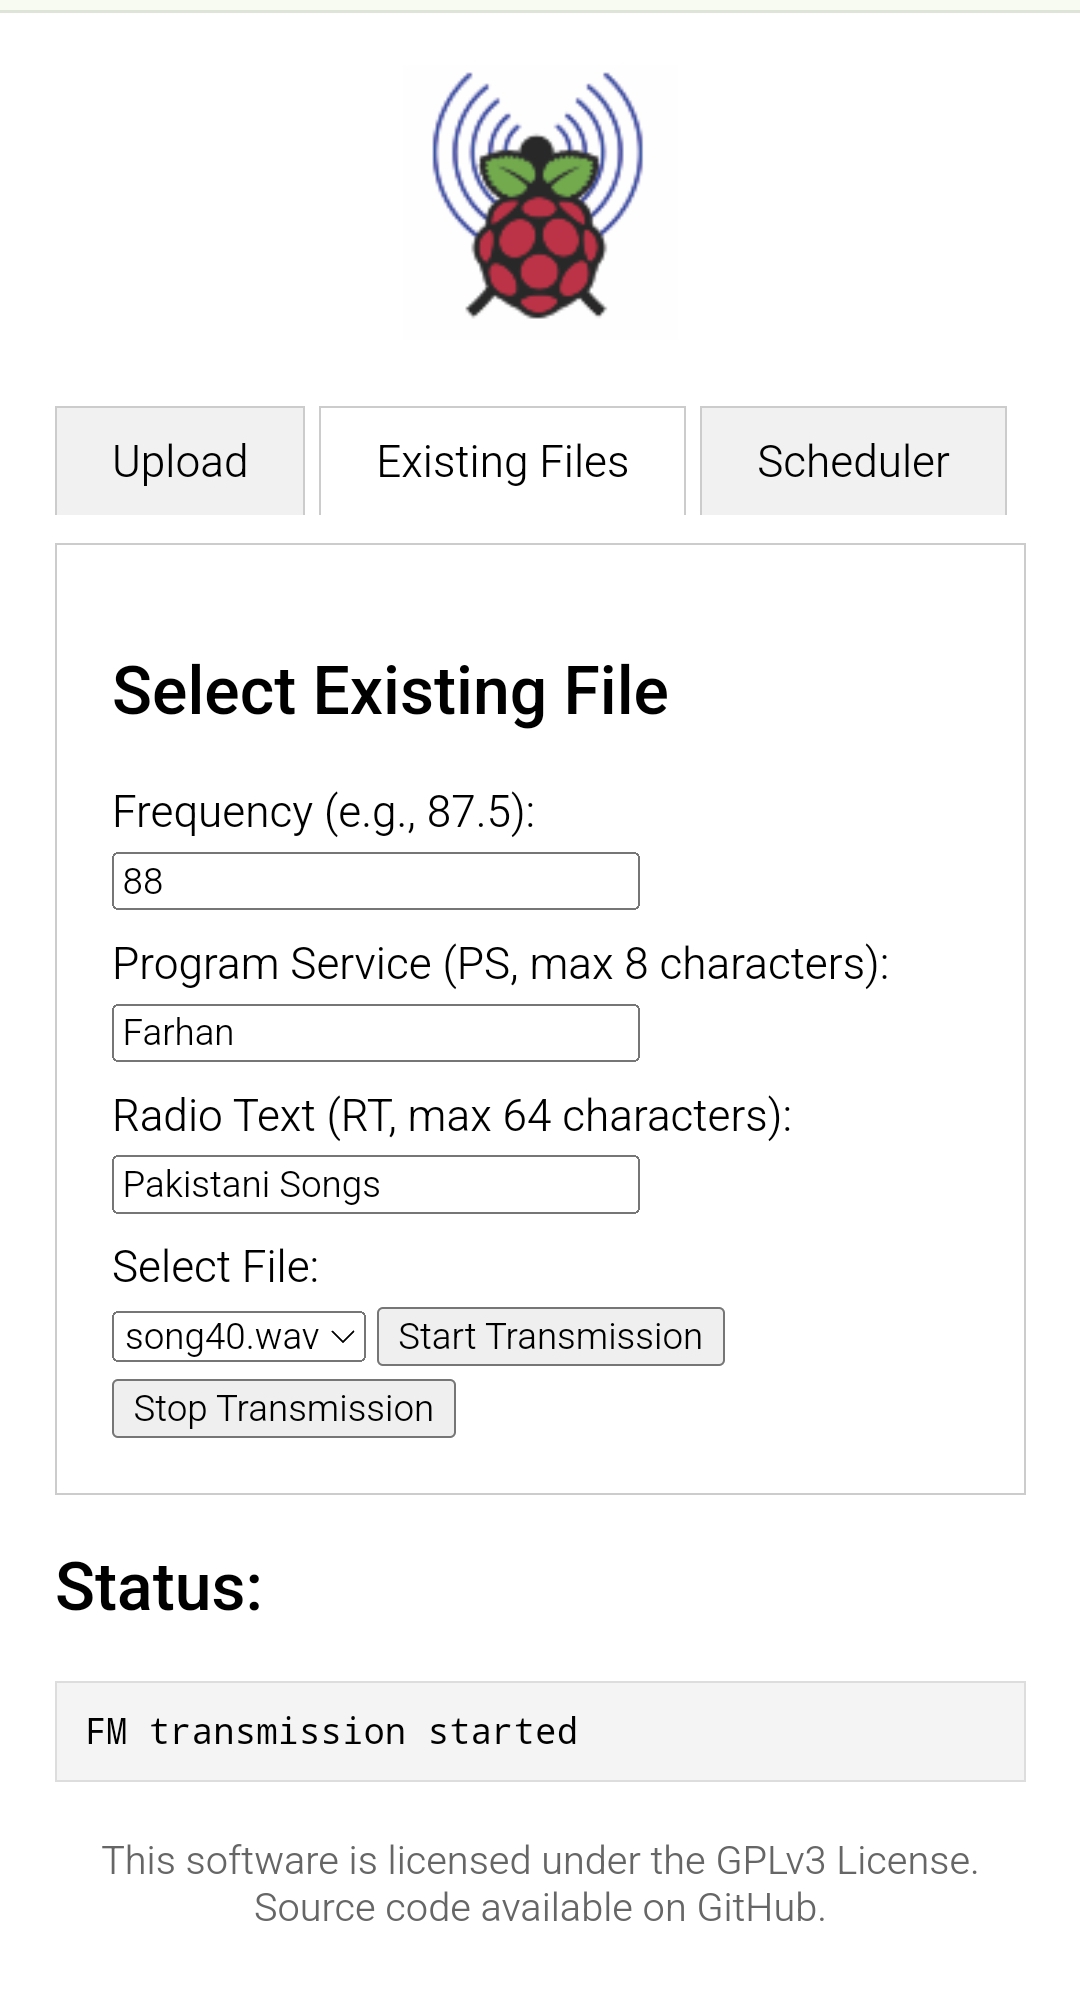 Upload
Existing Files
Scheduler
Select Existing File
Frequency (e.g., 87.5):
88
Program Service (PS, max 8 characters):
Farhan
Radio Text (RT, max 64 characters):
Pakistani Songs
Select File:
song40.wav
Start Transmission
Stop Transmission
Status:
FM transmission started
This software is licensed under the GPLv3 License.
Source code available on GitHub.